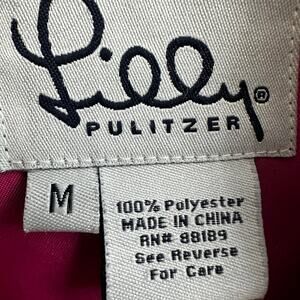 Lilly®
PULITZER
M
100% Polyester
MADE IN CHINA
RN# 88189
See Reverse
For Care